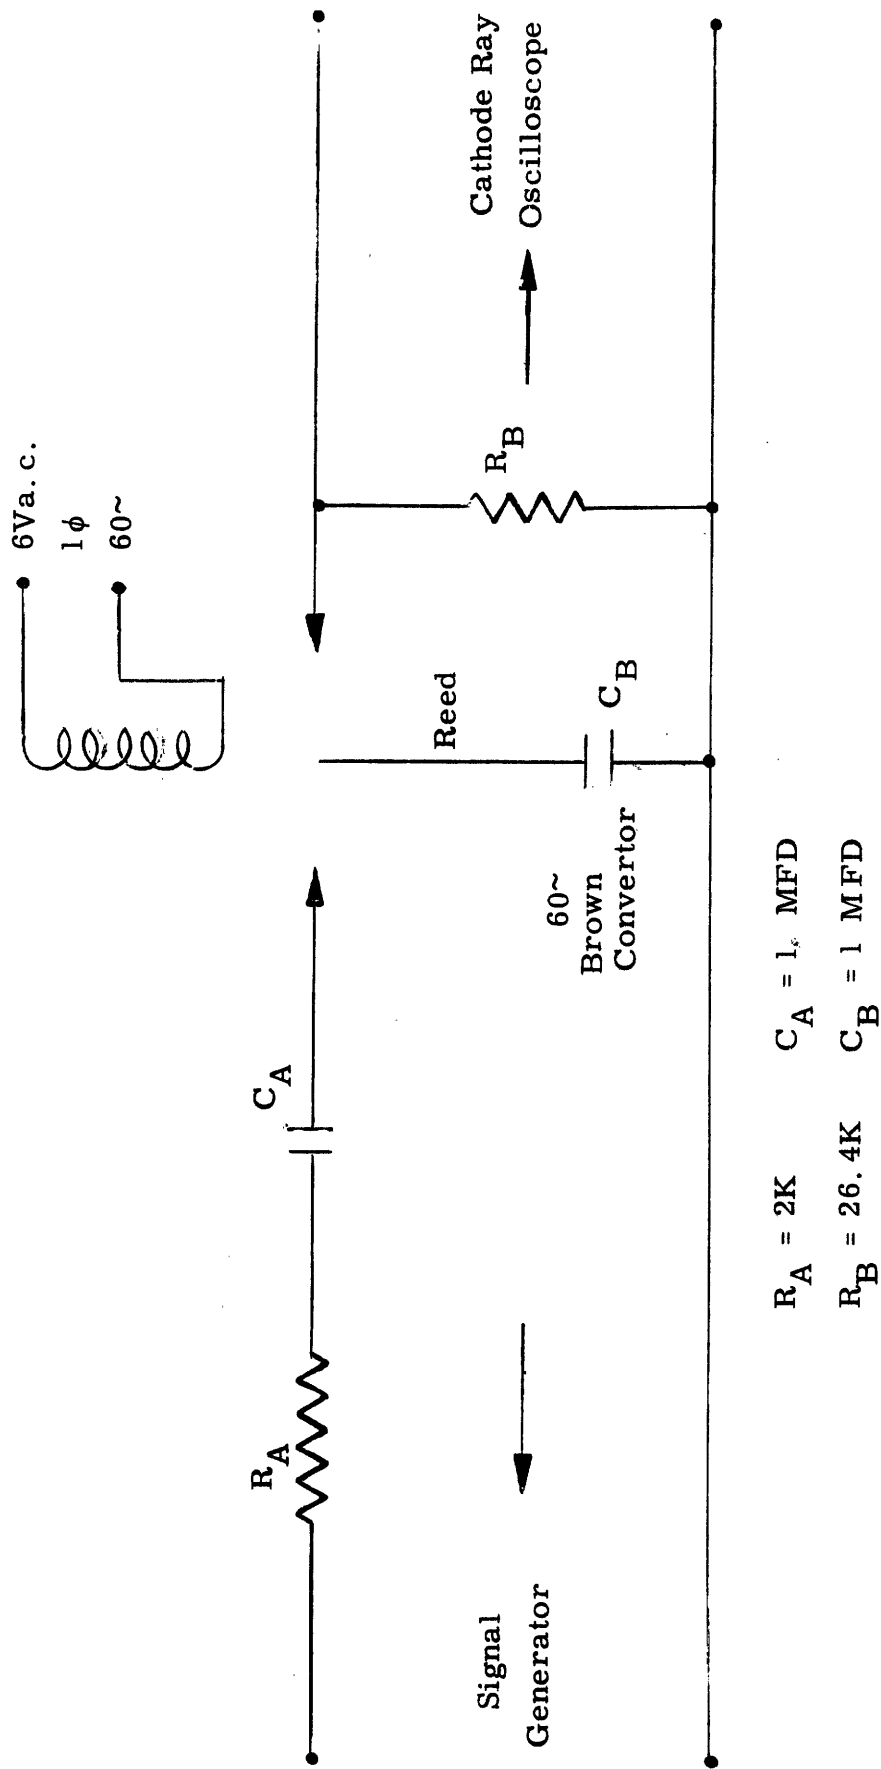 6Va.c.
1ϕ
60~
R_A
C_A
Reed
C_B
R_B
60~
Brown
Convertor
Signal
Generator
Cathode Ray
Oscilloscope
R_A = 2K C_A = 1 MFD
R_B = 26.4K C_B = 1 MFD